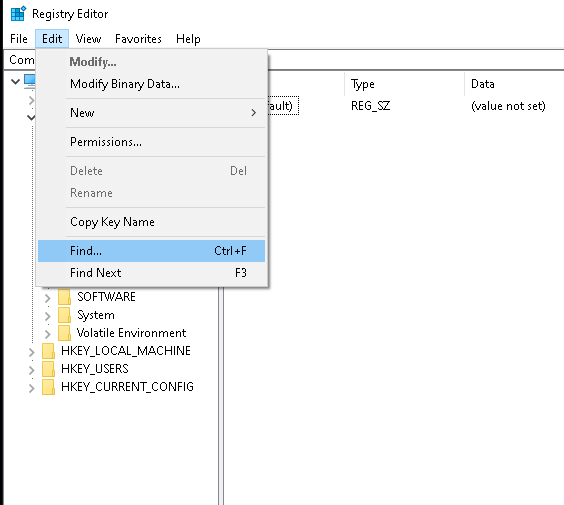 Registry Editor
File Edit View Favorites Help
Com
Modify...
Modify Binary Data...
New
Permissions...
Delete Del
Rename
Copy Key Name
Find... Ctrl+F
Find Next F3
Type Data
ault) REG_SZ (value not set)
SOFTWARE
System
Volatile Environment
HKEY_LOCAL_MACHINE
HKEY_USERS
HKEY_CURRENT_CONFIG